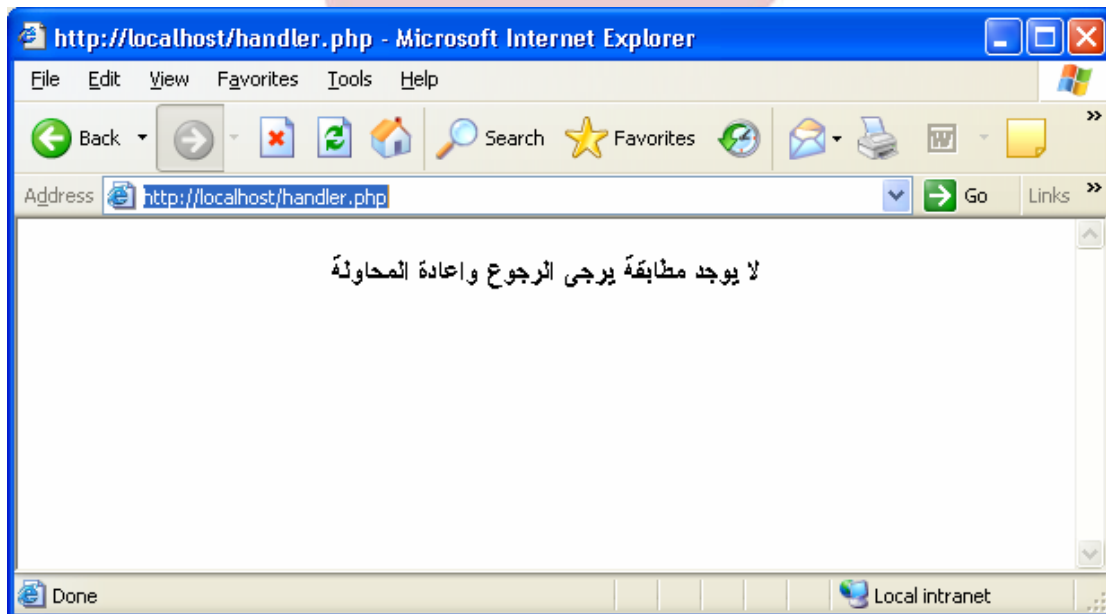 http://localhost/handler.php - Microsoft Internet Explorer
File Edit View Favorites Tools Help
Back Search Favorites »
Address http://localhost/handler.php Go Links »
لا يوجد مطابقة يرجى الرجوع واعادة المحاولة
Done Local intranet